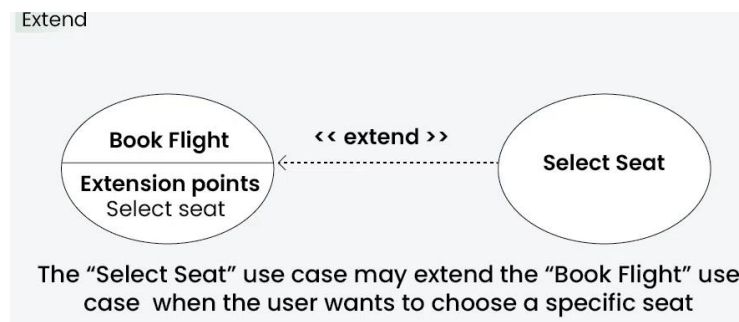 Extend
Book Flight
Extension points
Select seat
<< extend >>
Select Seat
The “Select Seat” use case may extend the “Book Flight” use
case when the user wants to choose a specific seat